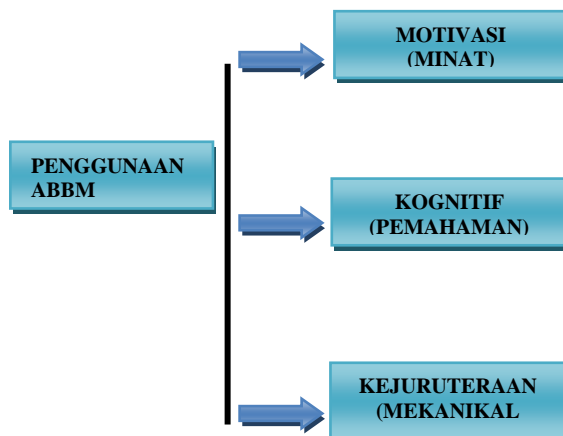 MOTIVASI
(MINAT)
PENGGUNAAN
ABBM
KOGNITIF
(PEMAHAMAN)
KEJURUTERAAN
(MEKANIKAL